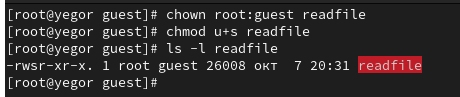 [root@yegor guest]# chown root:guest readfile
[root@yegor guest]# chmod u+s readfile
[root@yegor guest]# ls -l readfile
-rwsr-xr-x. 1 root guest 26008 окт  7 20:31 readfile
[root@yegor guest]#